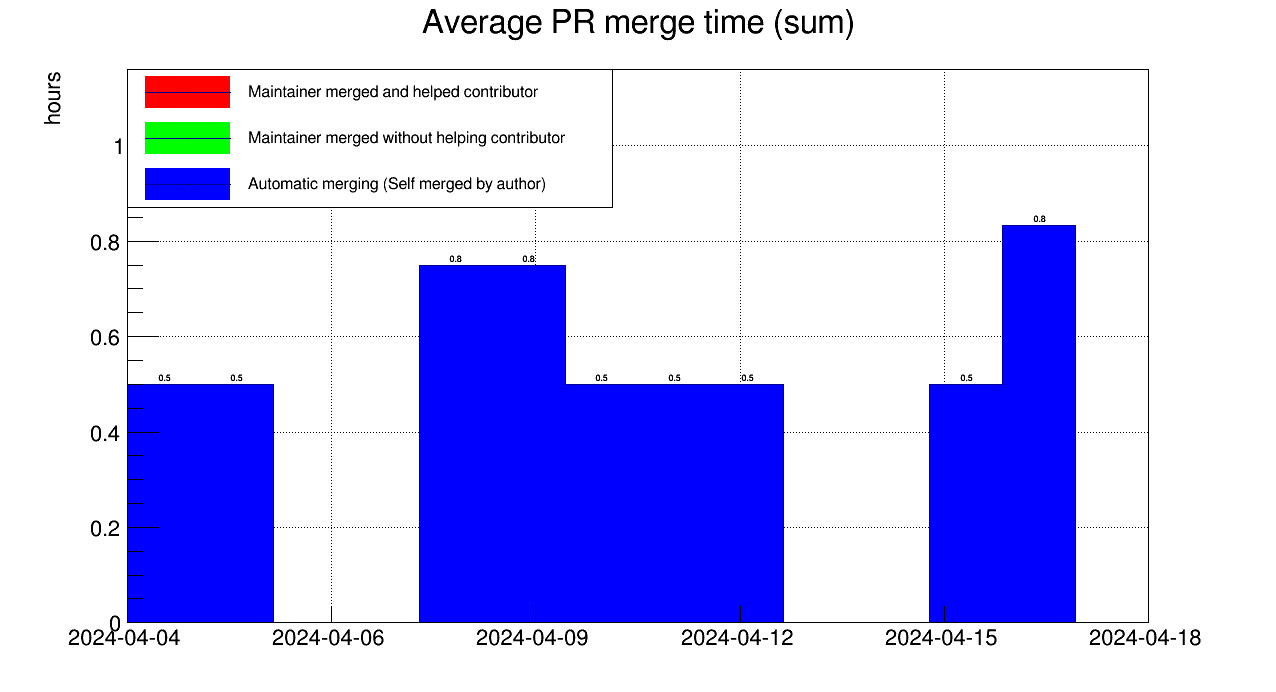 Average PR merge time (sum)
hours
Maintainer merged and helped contributor
Maintainer merged without helping contributor
Automatic merging (Self merged by author)
1
0.8
0.6
0.4
0.2
0
0.5 0.5 0.8 0.8 0.5 0.5 0.5 0.5 0.8
2024-04-04 2024-04-06 2024-04-09 2024-04-12 2024-04-15 2024-04-18